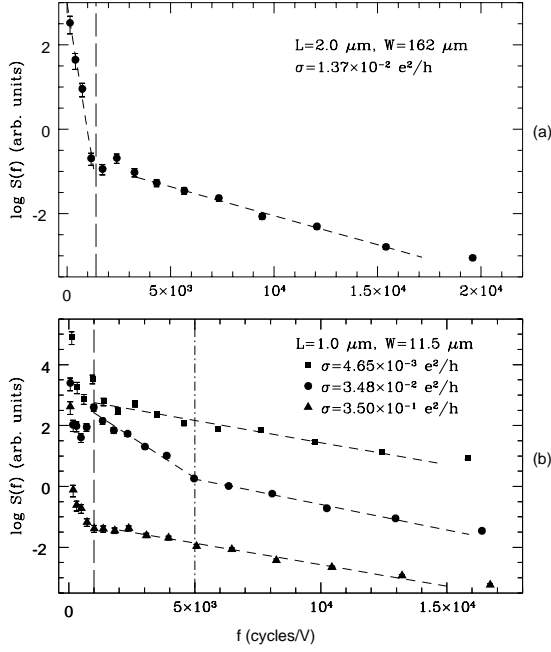 L=2.0 μm, W=162 μm
σ=1.37×10⁻² e²/h
log S(f) (arb. units)
2
0
-2
0
5×10³
10⁴
1.5×10⁴
2×10⁴
(a)
L=1.0 μm, W=11.5 μm
σ=4.65×10⁻³ e²/h
σ=3.48×10⁻² e²/h
σ=3.50×10⁻¹ e²/h
log S(f) (arb. units)
4
2
0
-2
0
5×10³
10⁴
1.5×10⁴
(b)
f (cycles/V)